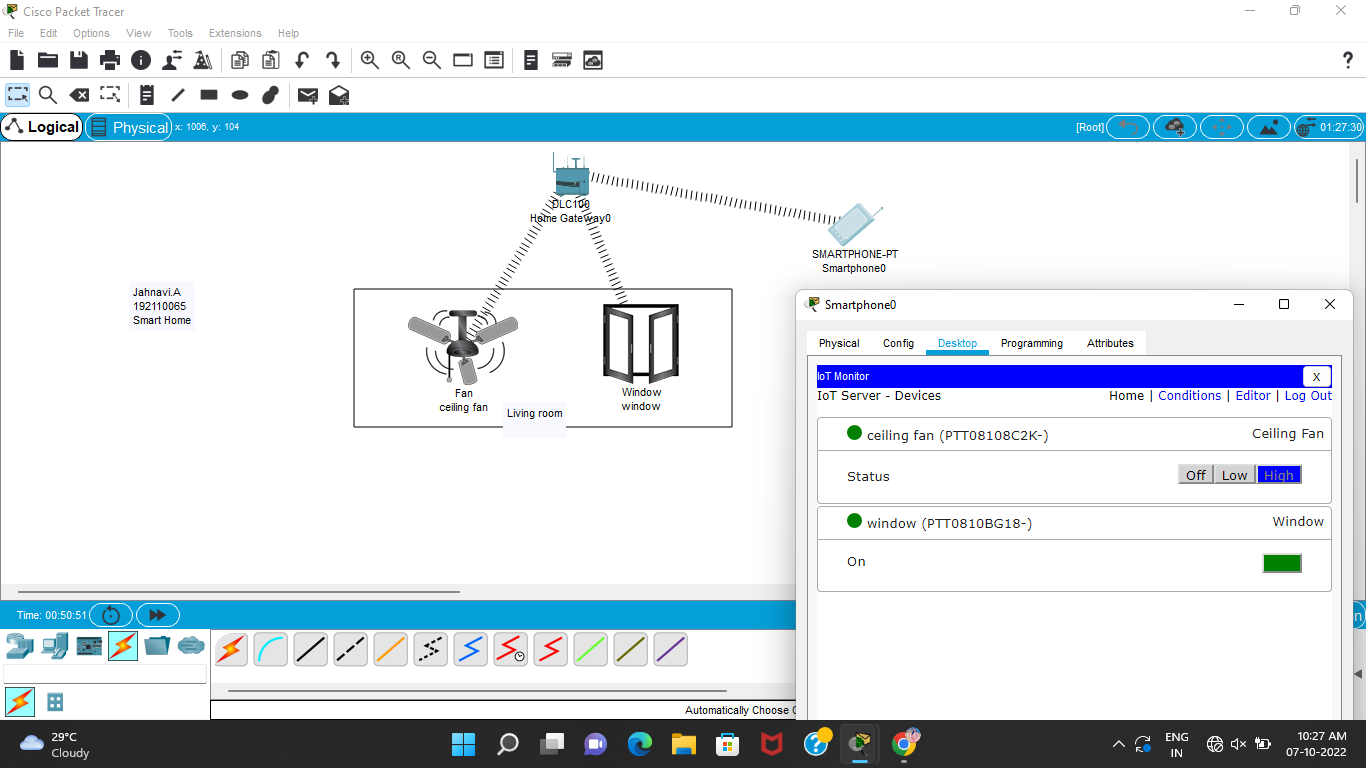 Cisco Packet Tracer
File Edit Options View Tools Extensions Help
Logical Physical x: 1006, y: 104 [Root] 01:27:30
DLC100
Home Gateway0
SMARTPHONE-PT
Smartphone0
Jahnavi.A
192110065
Smart Home
Fan
ceiling fan
Window
window
Living room
Smartphone0
Physical Config Desktop Programming Attributes
IoT Monitor X
IoT Server - Devices Home | Conditions | Editor | Log Out
ceiling fan (PTT08108C2K-) Ceiling Fan
Status Off Low High
window (PTT0810BG18-) Window
On
Time: 00:50:51
Automatically Choose
29°C
Cloudy
ENG
IN
10:27 AM
07-10-2022